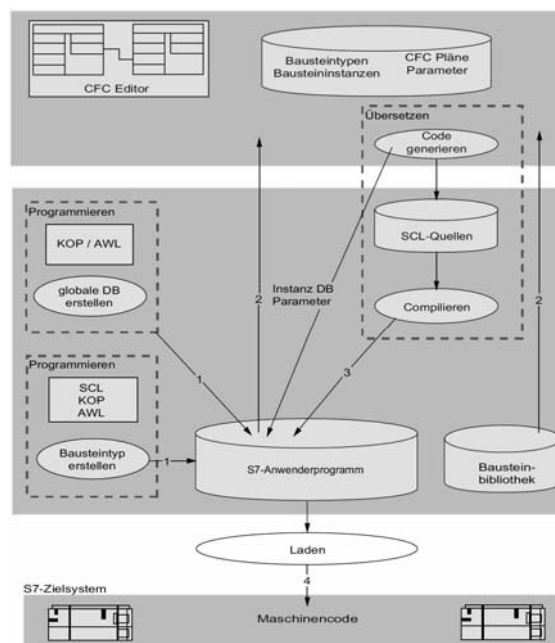 CFC Editor
Bausteintypen
Bausteininstanzen
CFC Pläne
Parameter
Übersetzen
Code
generieren
SCL-Quellen
Compilieren
Programmieren
KOP / AWL
globale DB
erstellen
2
Instanz DB
Parameter
2
1
3
Programmieren
SCL
KOP
AWL
Bausteintyp
erstellen
1
S7-Anwenderprogramm
Baustein-
bibliothek
Laden
4
S7-Zielsystem
Maschinencode